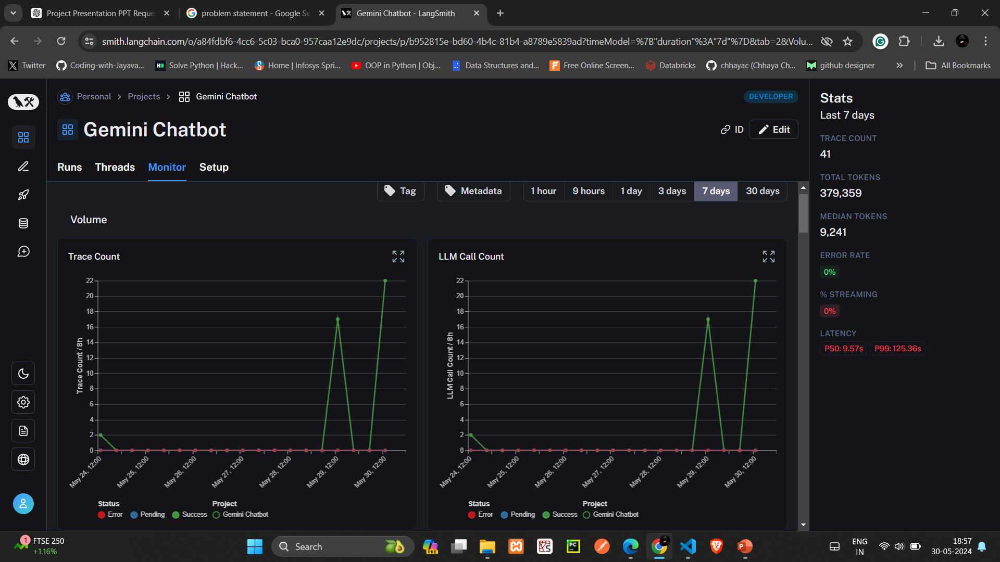 Project Presentation PPT Reque
problem statement - Google Se
Gemini Chatbot - LangSmith
smith.langchain.com/o/a84fdbf6-4cc6-5c03-bca0-957caa12e9dc/projects/p/b952815e-bd60-4b4c-81b4-a8789e5839ad?timeModel=%7B"duration"%3A"7d"%7D&tab=2&Volu...
Twitter
Coding-with-Jayava...
Solve Python | Hack...
Home | Infosys Spri...
OOP in Python | Obj...
Data Structures and...
Free Online Screen...
Databricks
chhayac (Chhaya Ch...
github designer
All Bookmarks
Personal > Projects > Gemini Chatbot
DEVELOPER
Gemini Chatbot
ID
Edit
Runs
Threads
Monitor
Setup
Tag
Metadata
1 hour
9 hours
1 day
3 days
7 days
30 days
Volume
Trace Count
22
20
18
16
14
12
10
8
6
4
2
0
Trace Count / 8h
May 24, 12:00
May 25, 12:00
May 26, 12:00
May 27, 12:00
May 28, 12:00
May 29, 12:00
May 30, 12:00
Status
Error
Pending
Success
Project
Gemini Chatbot
LLM Call Count
22
20
18
16
14
12
10
8
6
4
2
0
LLM Call Count / 8h
May 24, 12:00
May 25, 12:00
May 26, 12:00
May 27, 12:00
May 28, 12:00
May 29, 12:00
May 30, 12:00
Status
Error
Pending
Success
Project
Gemini Chatbot
Stats
Last 7 days
TRACE COUNT
41
TOTAL TOKENS
379,359
MEDIAN TOKENS
9,241
ERROR RATE
0%
% STREAMING
0%
LATENCY
P50: 9.57s
P99: 125.36s
1
FTSE 250
+1.16%
Search
PRE
PC
ENG
IN
18:57
30-05-2024